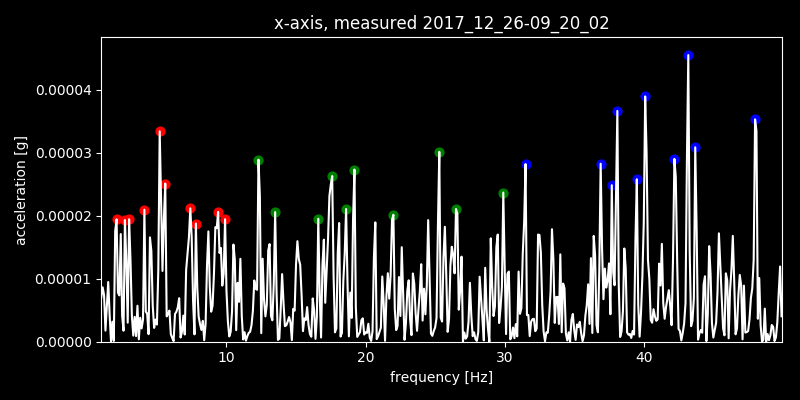 x-axis, measured 2017_12_26-09_20_02
acceleration [g]
0.00004
0.00003
0.00002
0.00001
0.00000
10 20 30 40
frequency [Hz]